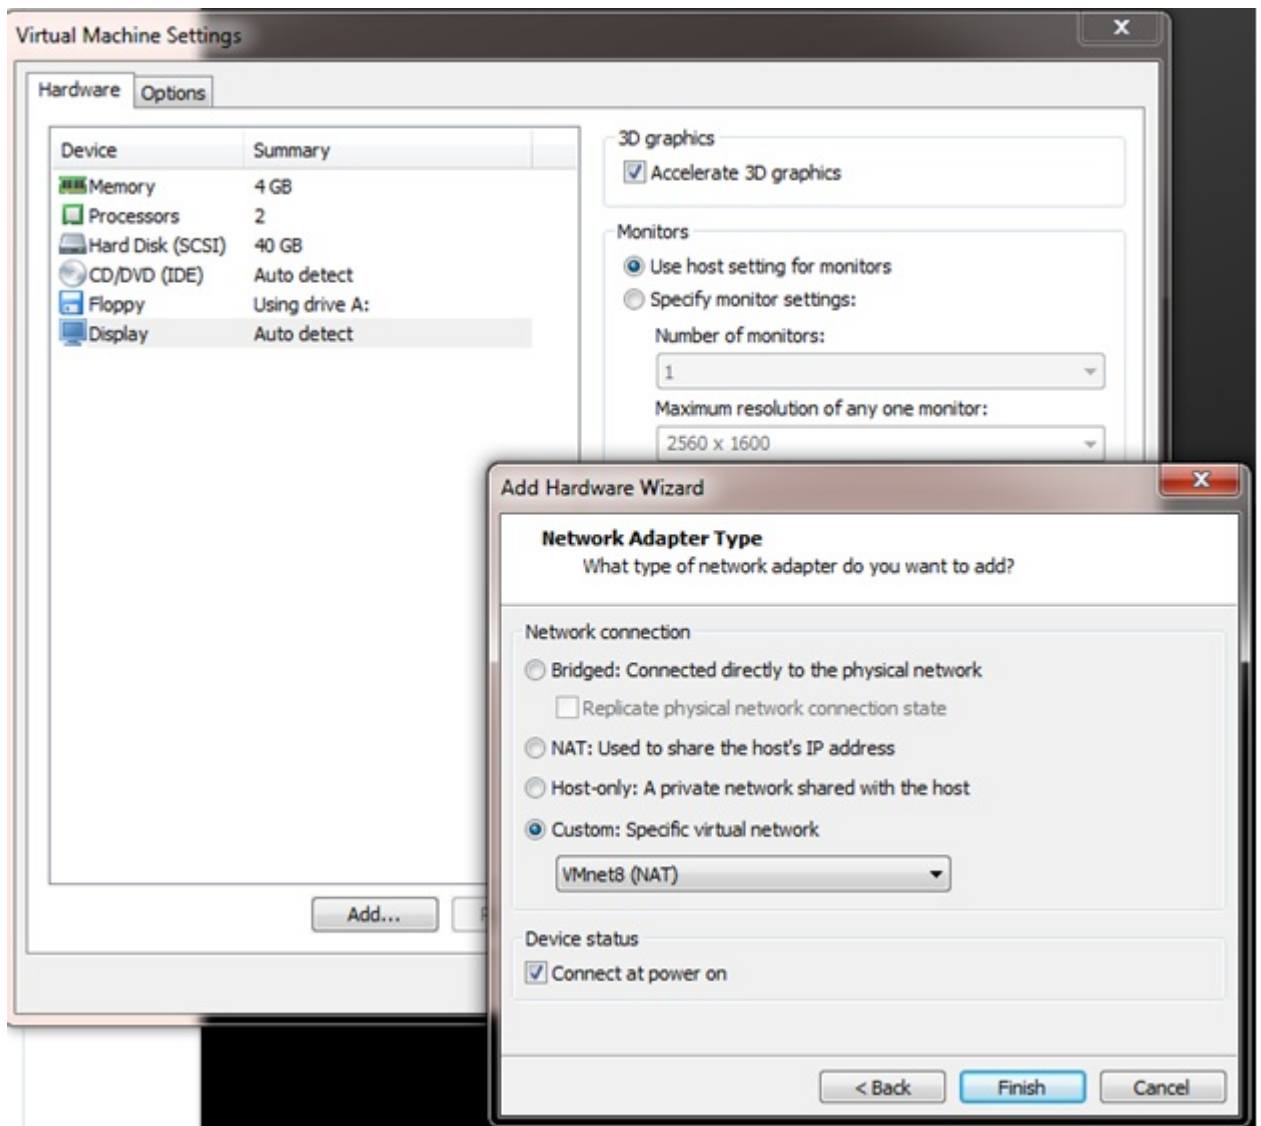 Virtual Machine Settings
Hardware Options
Device Summary
Memory 4 GB
Processors 2
Hard Disk (SCSI) 40 GB
CD/DVD (IDE) Auto detect
Floppy Using drive A:
Display Auto detect
3D graphics
Accelerate 3D graphics
Monitors
Use host setting for monitors
Specify monitor settings:
Number of monitors:
1
Maximum resolution of any one monitor:
2560 x 1600
Add...
Add Hardware Wizard
Network Adapter Type
What type of network adapter do you want to add?
Network connection
Bridged: Connected directly to the physical network
Replicate physical network connection state
NAT: Used to share the host's IP address
Host-only: A private network shared with the host
Custom: Specific virtual network
VMnet8 (NAT)
Device status
Connect at power on
< Back Finish Cancel